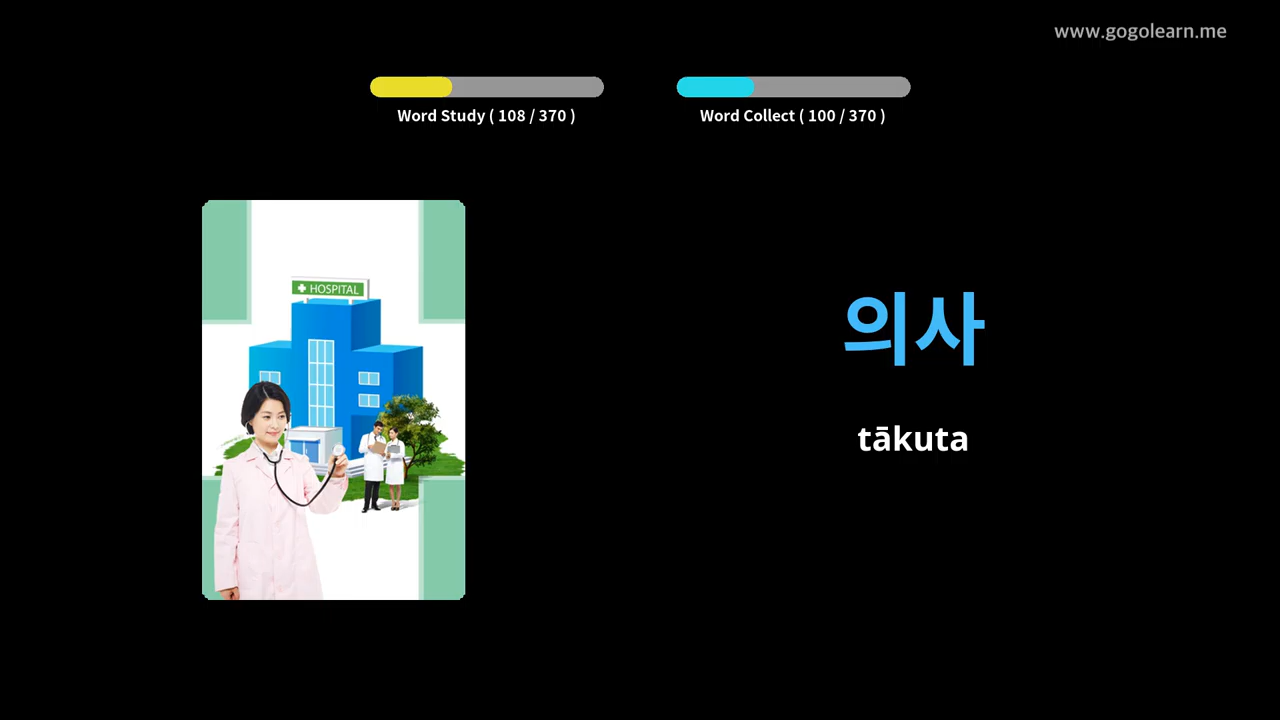 www.gogolearn.me
Word Study ( 108 / 370 )
Word Collect ( 100 / 370 )
HOSPITAL
의사
tākuta